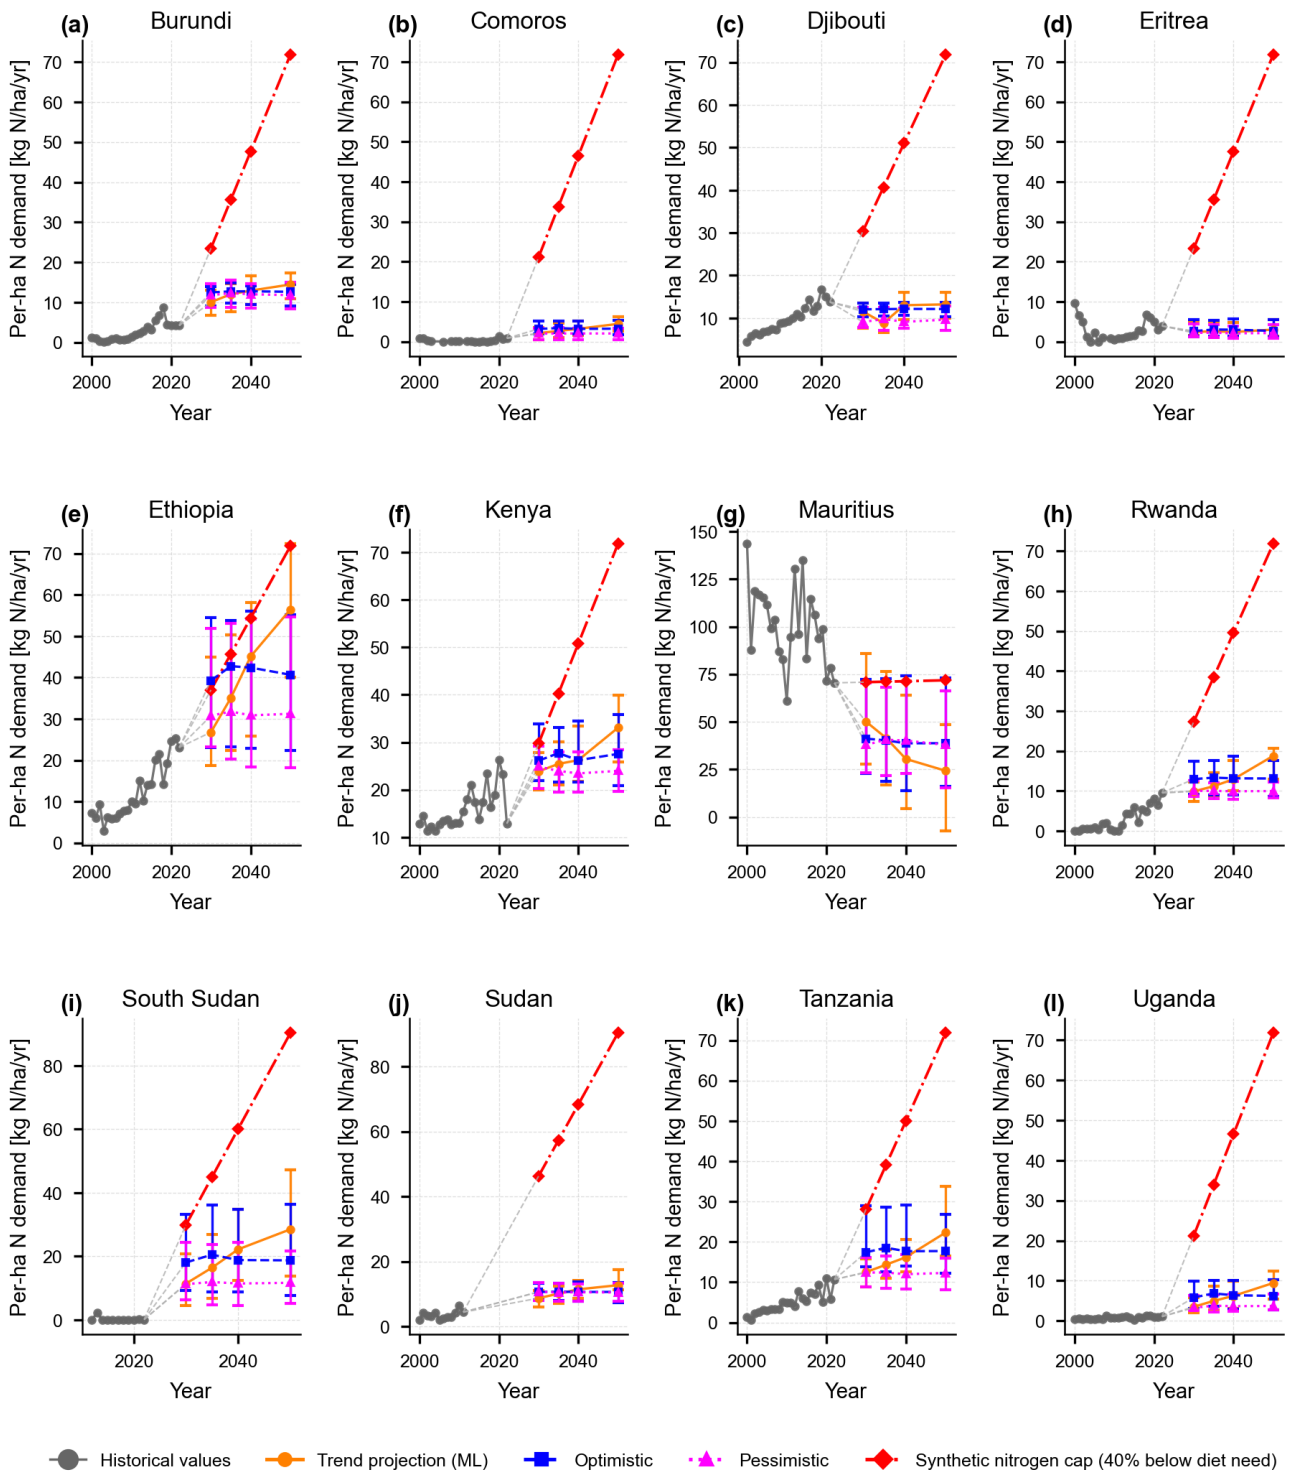 (a) Burundi
Per-ha N demand [kg N/ha/yr]
70
60
50
40
30
20
10
0
2000 2020 2040
Year
(b) Comoros
Per-ha N demand [kg N/ha/yr]
70
60
50
40
30
20
10
0
2000 2020 2040
Year
(c) Djibouti
Per-ha N demand [kg N/ha/yr]
70
60
50
40
30
20
10
2000 2020 2040
Year
(d) Eritrea
Per-ha N demand [kg N/ha/yr]
70
60
50
40
30
20
10
0
2000 2020 2040
Year
(e) Ethiopia
Per-ha N demand [kg N/ha/yr]
70
60
50
40
30
20
10
0
2000 2020 2040
Year
(f) Kenya
Per-ha N demand [kg N/ha/yr]
70
60
50
40
30
20
10
2000 2020 2040
Year
(g) Mauritius
Per-ha N demand [kg N/ha/yr]
150
125
100
75
50
25
0
2000 2020 2040
Year
(h) Rwanda
Per-ha N demand [kg N/ha/yr]
70
60
50
40
30
20
10
0
2000 2020 2040
Year
(i) South Sudan
Per-ha N demand [kg N/ha/yr]
80
60
40
20
0
2020 2040
Year
(j) Sudan
Per-ha N demand [kg N/ha/yr]
80
60
40
20
0
2000 2020 2040
Year
(k) Tanzania
Per-ha N demand [kg N/ha/yr]
70
60
50
40
30
20
10
0
2000 2020 2040
Year
(l) Uganda
Per-ha N demand [kg N/ha/yr]
70
60
50
40
30
20
10
0
2000 2020 2040
Year
Historical values Trend projection (ML) Optimistic Pessimistic Synthetic nitrogen cap (40% below diet need)